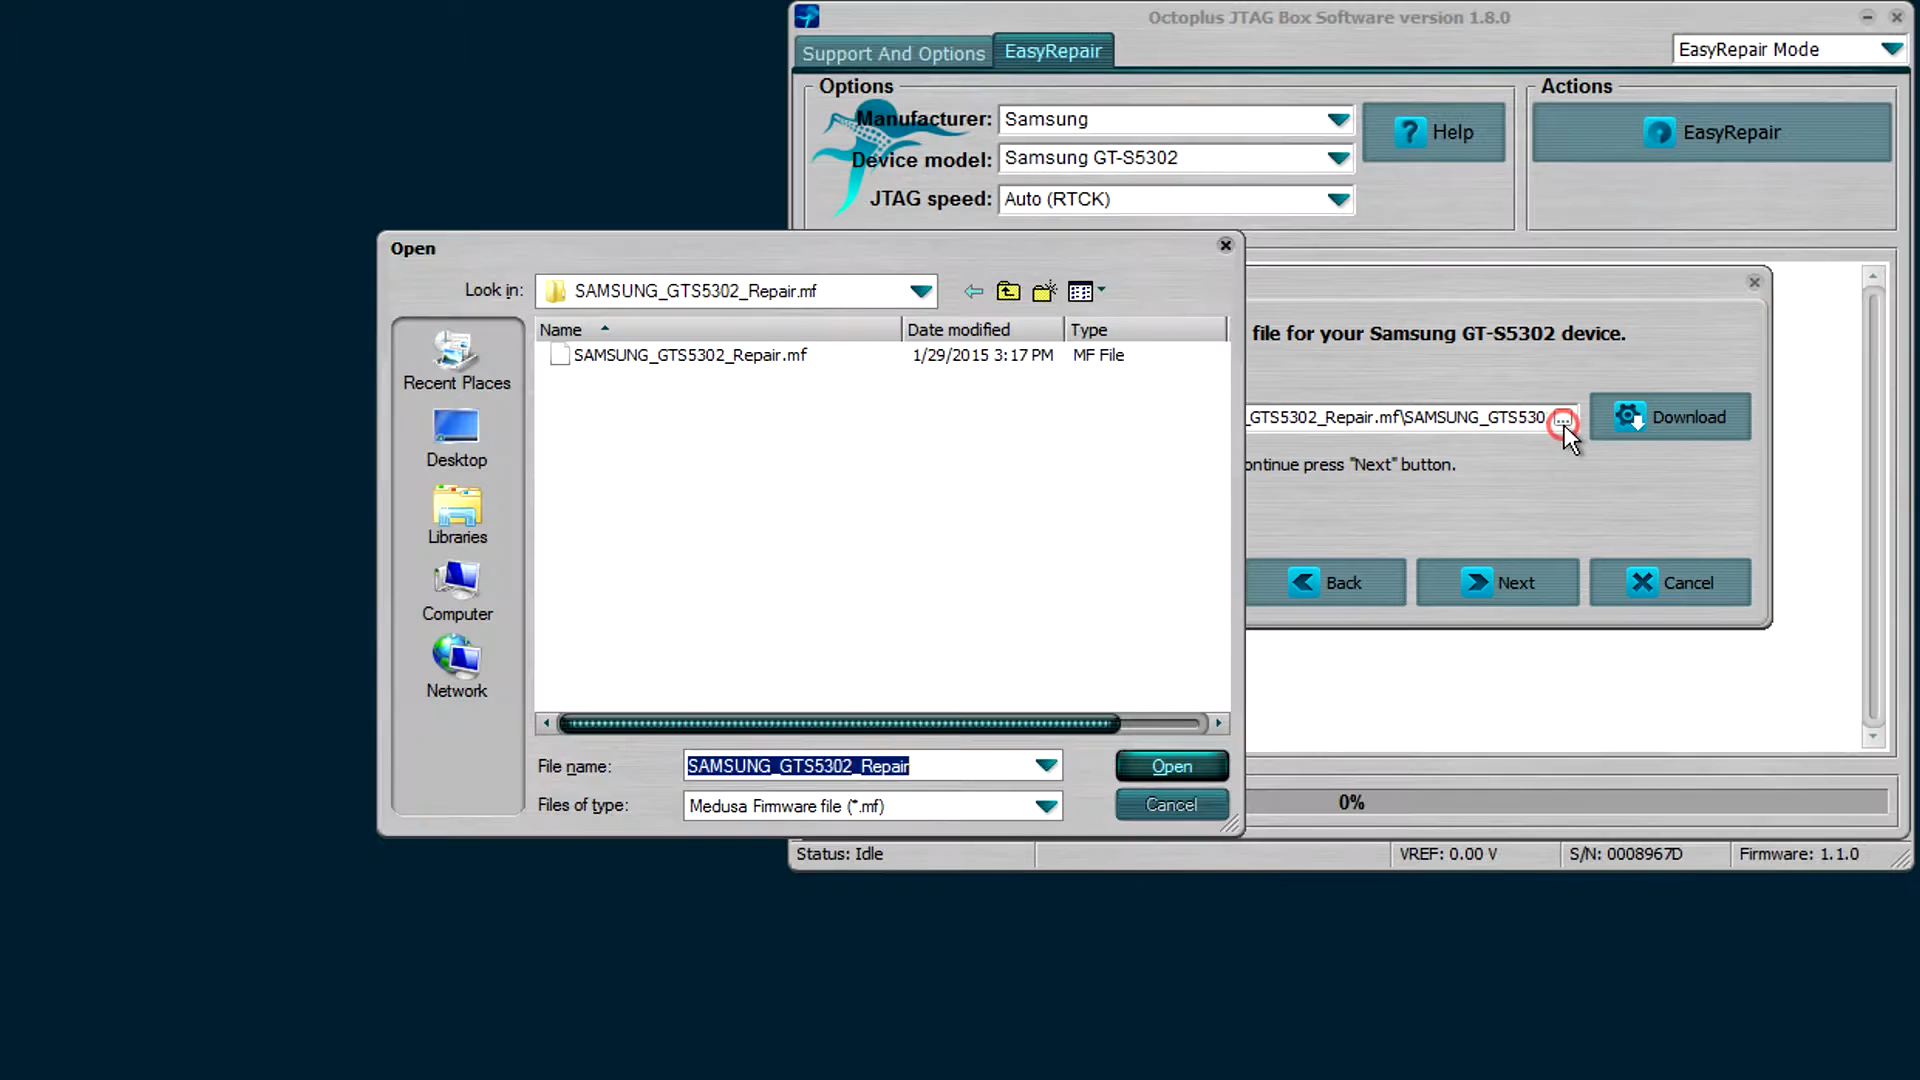 Octoplus JTAG Box Software version 1.8.0
Support And Options
EasyRepair
EasyRepair Mode
Options
Manufacturer:
Samsung
Device model:
Samsung GT-S5302
JTAG speed:
Auto (RTCK)
? Help
Actions
EasyRepair
Open
Look in:
SAMSUNG_GTS5302_Repair.mf
Name
Date modified
Type
SAMSUNG_GTS5302_Repair.mf
1/29/2015 3:17 PM
MF File
Recent Places
Desktop
Libraries
Computer
Network
File name:
SAMSUNG_GTS5302_Repair
Open
Files of type:
Medusa Firmware file (*.mf)
Cancel
file for your Samsung GT-S5302 device.
_GTS5302_Repair.mf\SAMSUNG_GTS530
...
Download
ontinue press "Next" button.
Back
Next
Cancel
0%
Status: Idle
VREF: 0.00 V
S/N: 0008967D
Firmware: 1.1.0